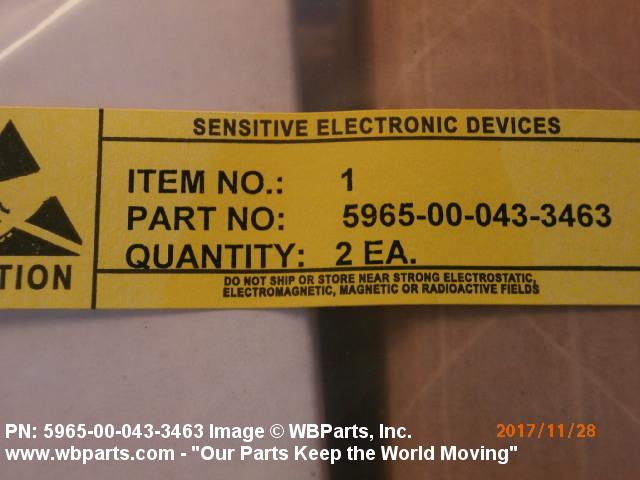 SENSITIVE ELECTRONIC DEVICES
ITEM NO.: 1
PART NO: 5965-00-043-3463
QUANTITY: 2 EA.
TION
DO NOT SHIP OR STORE NEAR STRONG ELECTROSTATIC,
ELECTROMAGNETIC, MAGNETIC OR RADIOACTIVE FIELDS
PN: 5965-00-043-3463 Image © WBParts, Inc.
2017/11/28
www.wbparts.com - "Our Parts Keep the World Moving"